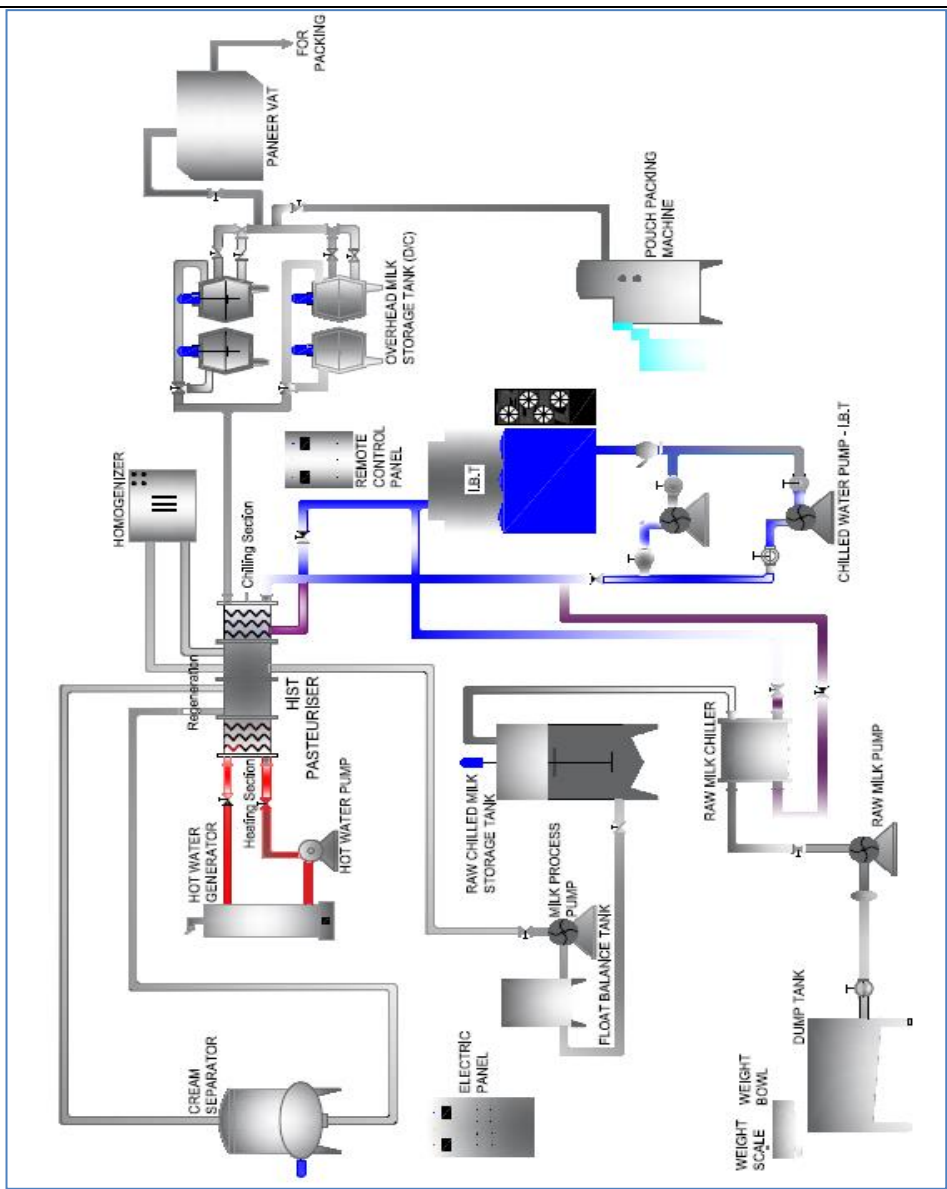 FOR
PACKING
PANEER VAT
POUCH PACKING
MACHINE
OVERHEAD MILK
STORAGE TANK (D/C)
REMOTE
CONTROL
PANEL
I.B.T
CHILLED WATER PUMP - I.B.T
HOMOGENIZER
Chilling Section
Regeneration
HIST
PASTEURISER
Heating Section
HOT WATER
GENERATOR
HOT WATER PUMP
RAW CHILLED MILK
STORAGE TANK
RAW MILK CHILLER
RAW MILK PUMP
MILK PROCESS
PUMP
FLOAT BALANCE TANK
CREAM
SEPARATOR
ELECTRIC
PANEL
DUMP TANK
WEIGHT
SCALE
WEIGHT
BOWL